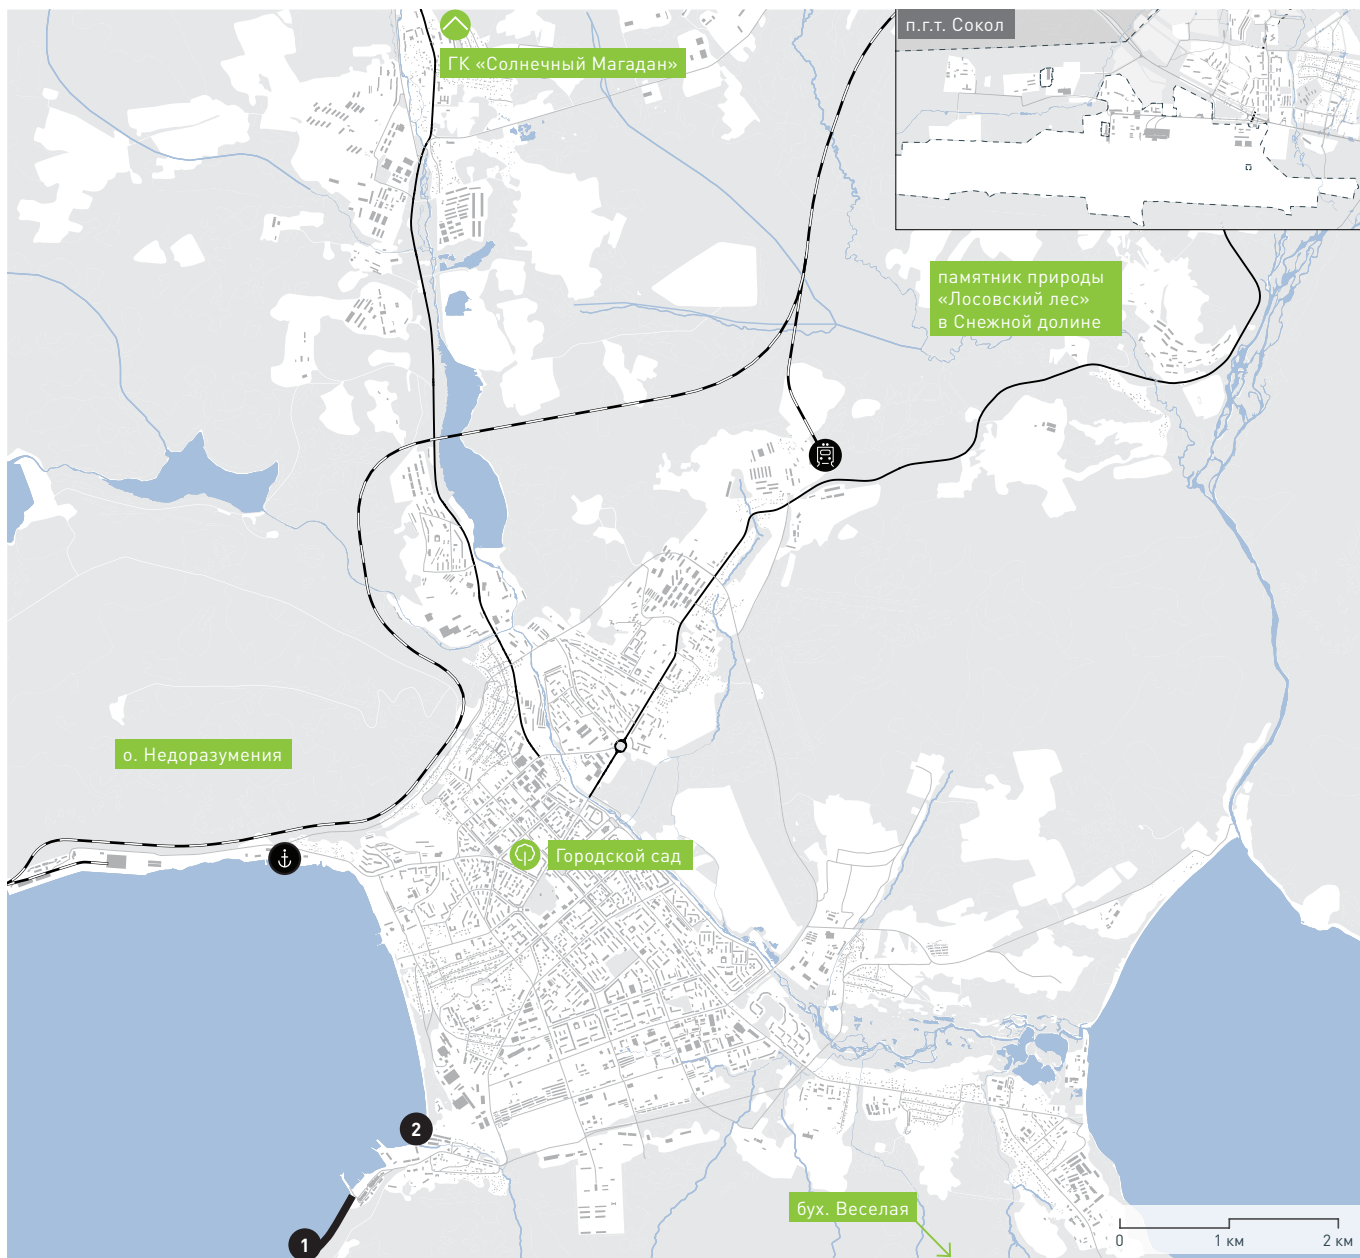 п.г.т. Сокол
ГК «Солнечный Магадан»
памятник природы
«Лосовский лес»
в Снежной долине
о. Недоразумения
Городской сад
2
бух. Веселая
1
0
1 км
2 км